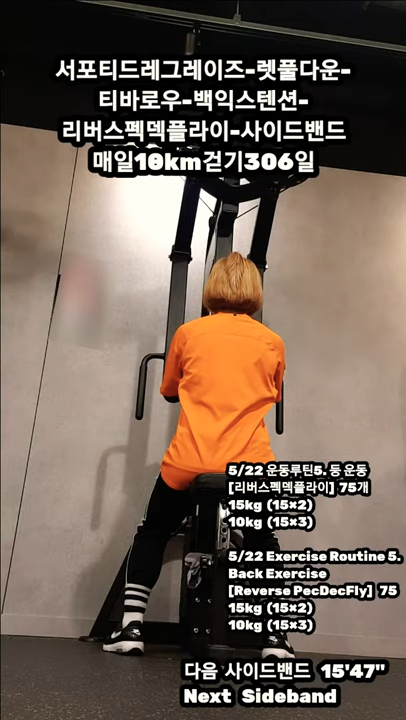 서포티드레그레이즈-렛풀다운-
티바로우-백익스텐션-
리버스펙덱플라이-사이드밴드
매일10km걷기306일
5/22 운동루틴5. 등 운동
[리버스펙덱플라이] 75개
15kg (15×2)
10kg (15×3)
5/22 Exercise Routine 5.
Back Exercise
[Reverse PecDecFly] 75
15kg (15×2)
10kg (15×3)
다음 사이드밴드 15'47"
Next Sideband